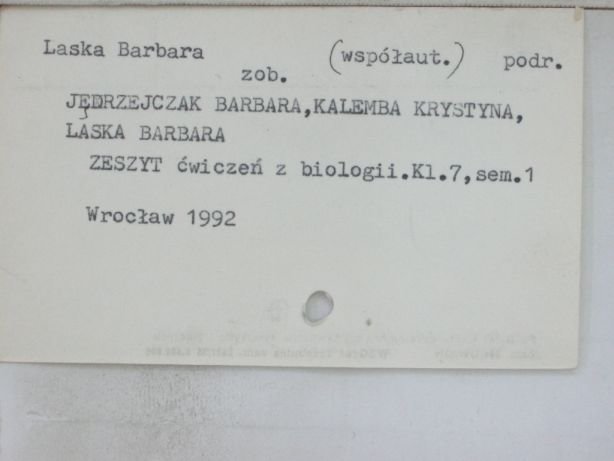 Laska Barbara (współaut.) podr.
zob.
JĘDRZEJCZAK BARBARA,KALEMBA KRYSTYNA,
LASKA BARBARA
ZESZYT ćwiczeń z biologii.Kl.7,sem.1
Wrocław 1992